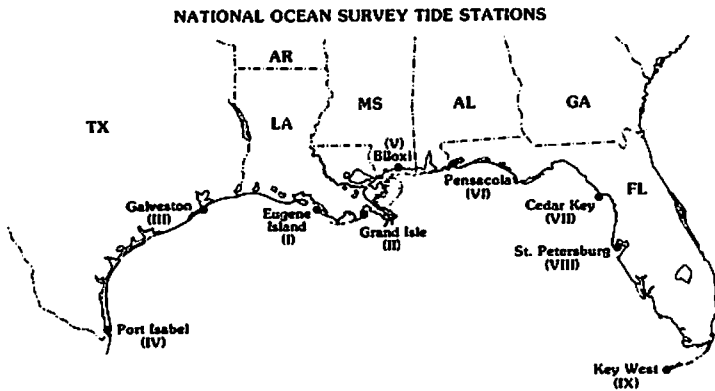 NATIONAL OCEAN SURVEY TIDE STATIONS
AR
TX
LA
MS
AL
GA
(V)
Biloxi
Pensacola
(VI)
FL
Galveston
(III)
Eugene
Island
(I)
Grand Isle
(II)
Cedar Key
(VII)
St. Petersburg
(VIII)
Port Isabel
(IV)
Key West
(IX)